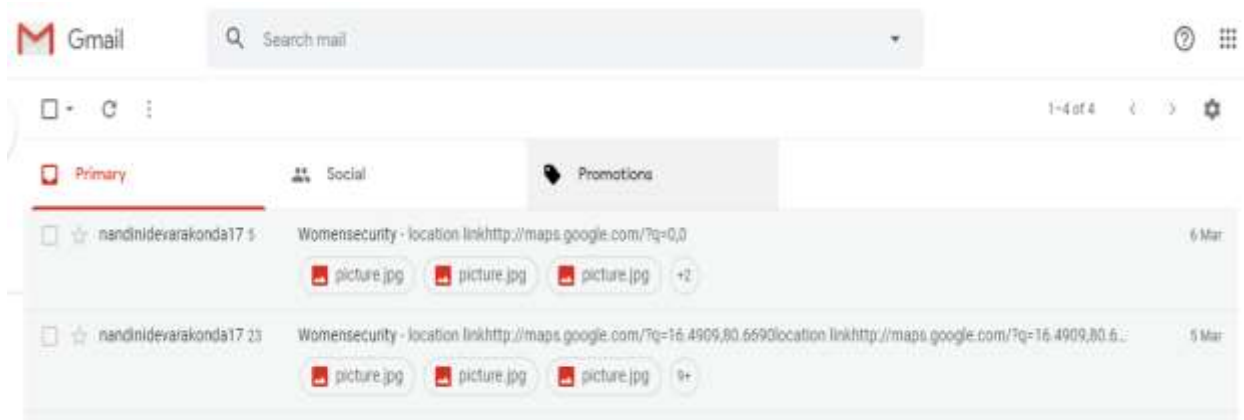 Gmail
Search mail
1–4 of 4
Primary
Social
Promotions
nandinidevarakonda17 5 Womensecurity - location linkhttp://maps.google.com/?q=0,0 6 Mar
picture.jpg picture.jpg picture.jpg +2
nandinidevarakonda17 23 Womensecurity - location linkhttp://maps.google.com/?q=16.4909,80.6690location linkhttp://maps.google.com/?q=16.4909,80.6... 5 Mar
picture.jpg picture.jpg picture.jpg 9+